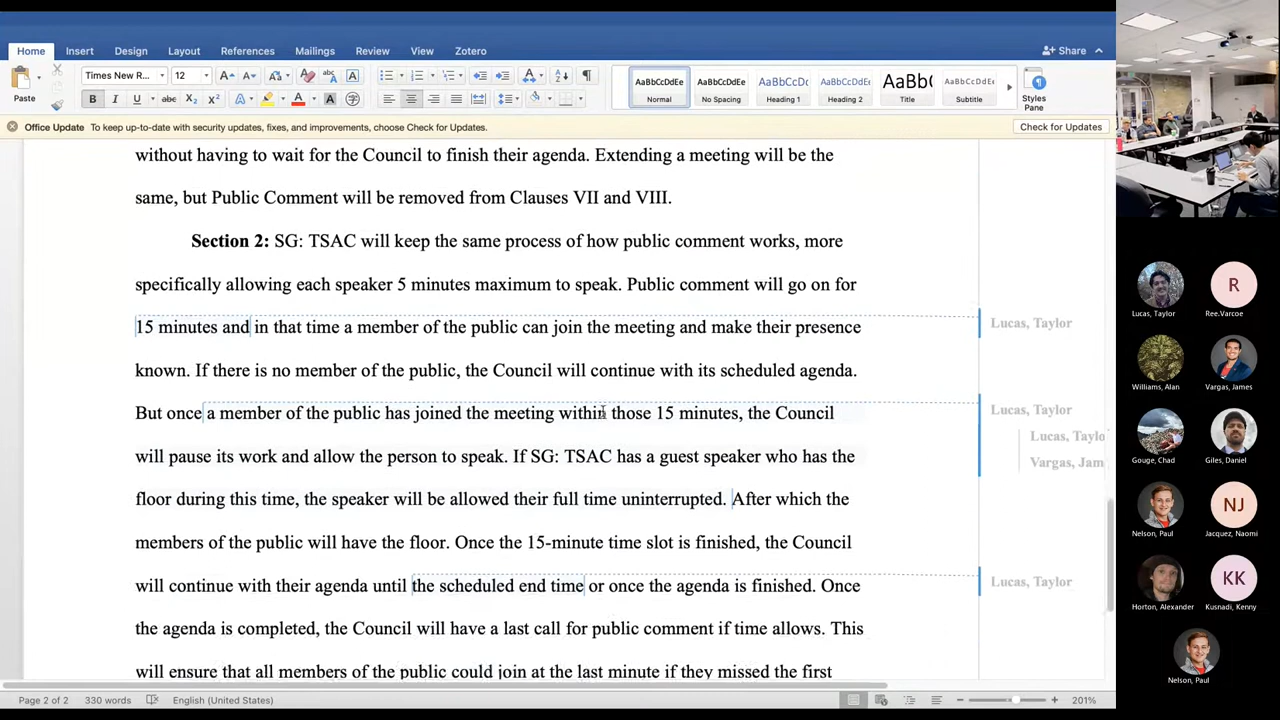 Home Insert Design Layout References Mailings Review View Zotero Share
Paste Times New R... 12 AaBbCcDdEe Normal AaBbCcDdEe No Spacing AaBbCcDc Heading 1 AaBbCcDdEe Heading 2 AaBb( Title AaBbCcDdEe Subtitle Styles Pane
Office Update To keep up-to-date with security updates, fixes, and improvements, choose Check for Updates. Check for Updates
without having to wait for the Council to finish their agenda. Extending a meeting will be the
same, but Public Comment will be removed from Clauses VII and VIII.
Section 2: SG: TSAC will keep the same process of how public comment works, more
specifically allowing each speaker 5 minutes maximum to speak. Public comment will go on for
15 minutes and in that time a member of the public can join the meeting and make their presence
known. If there is no member of the public, the Council will continue with its scheduled agenda.
But once a member of the public has joined the meeting within those 15 minutes, the Council
will pause its work and allow the person to speak. If SG: TSAC has a guest speaker who has the
floor during this time, the speaker will be allowed their full time uninterrupted. After which the
members of the public will have the floor. Once the 15-minute time slot is finished, the Council
will continue with their agenda until the scheduled end time or once the agenda is finished. Once
the agenda is completed, the Council will have a last call for public comment if time allows. This
will ensure that all members of the public could join at the last minute if they missed the first
Lucas, Taylor
Lucas, Taylor
Lucas, Taylo
Vargas, Jam
Lucas, Taylor
Page 2 of 2 330 words English (United States) 201%
Lucas, Taylor
R
Ree.Varcoe
Williams, Alan
Vargas, James
Gouge, Chad
Giles, Daniel
Nelson, Paul
NJ
Jacquez, Naomi
Horton, Alexander
KK
Kusnadi, Kenny
Nelson, Paul